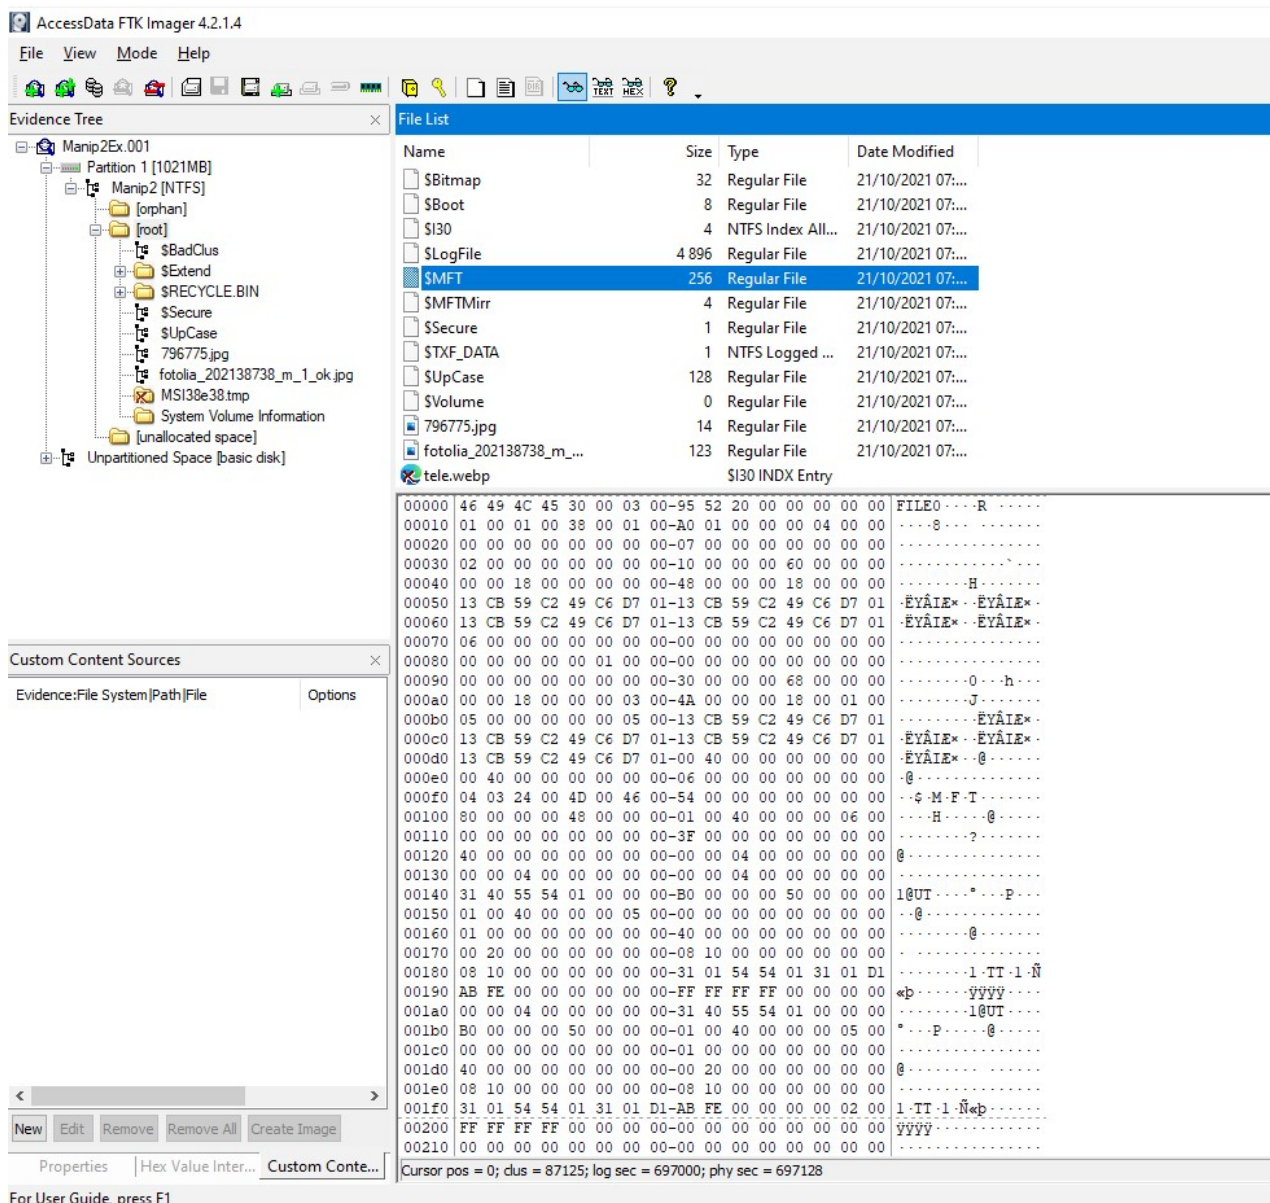 AccessData FTK Imager 4.2.1.4
File View Mode Help
Evidence Tree
Manip2Ex.001
Partition 1 [1021MB]
Manip2 [NTFS]
[orphan]
[root]
$BadClus
$Extend
$RECYCLE.BIN
$Secure
$UpCase
796775.jpg
fotolia_202138738_m_1_ok.jpg
MSI38e38.tmp
System Volume Information
[unallocated space]
Unpartitioned Space [basic disk]
File List
Name Size Type Date Modified
$Bitmap 32 Regular File 21/10/2021 07:...
$Boot 8 Regular File 21/10/2021 07:...
$I30 4 NTFS Index All... 21/10/2021 07:...
$LogFile 4 896 Regular File 21/10/2021 07:...
$MFT 256 Regular File 21/10/2021 07:...
$MFTMirr 4 Regular File 21/10/2021 07:...
$Secure 1 Regular File 21/10/2021 07:...
$TXF_DATA 1 NTFS Logged ... 21/10/2021 07:...
$UpCase 128 Regular File 21/10/2021 07:...
$Volume 0 Regular File 21/10/2021 07:...
796775.jpg 14 Regular File 21/10/2021 07:...
fotolia_202138738_m_... 123 Regular File 21/10/2021 07:...
tele.webp $I30 INDX Entry
00000 46 49 4C 45 30 00 03 00-95 52 20 00 00 00 00 00 FILE0····R ·····
00010 01 00 01 00 38 00 01 00-A0 01 00 00 00 04 00 00 ····8··· ·······
00020 00 00 00 00 00 00 00 00-07 00 00 00 00 00 00 00 ················
00030 02 00 00 00 00 00 00 00-10 00 00 00 60 00 00 00 ············`···
00040 00 00 18 00 00 00 00 00-48 00 00 00 18 00 00 00 ········H·······
00050 13 CB 59 C2 49 C6 D7 01-13 CB 59 C2 49 C6 D7 01 ·ËYÂIÆ×··ËYÂIÆ×·
00060 13 CB 59 C2 49 C6 D7 01-13 CB 59 C2 49 C6 D7 01 ·ËYÂIÆ×··ËYÂIÆ×·
00070 06 00 00 00 00 00 00 00-00 00 00 00 00 00 00 00 ················
00080 00 00 00 00 00 01 00 00-00 00 00 00 00 00 00 00 ················
00090 00 00 00 00 00 00 00 00-30 00 00 00 68 00 00 00 ········0···h···
000a0 00 00 18 00 00 00 03 00-4A 00 00 00 18 00 01 00 ········J·······
000b0 05 00 00 00 00 00 05 00-13 CB 59 C2 49 C6 D7 01 ·········ËYÂIÆ×·
000c0 13 CB 59 C2 49 C6 D7 01-13 CB 59 C2 49 C6 D7 01 ·ËYÂIÆ×··ËYÂIÆ×·
000d0 13 CB 59 C2 49 C6 D7 01-00 40 00 00 00 00 00 00 ·ËYÂIÆ×··@······
000e0 00 40 00 00 00 00 00 00-06 00 00 00 00 00 00 00 ·@··············
000f0 04 03 24 00 4D 00 46 00-54 00 00 00 00 00 00 00 ··$·M·F·T·······
00100 80 00 00 00 48 00 00 00-01 00 40 00 00 00 06 00 ····H·····@·····
00110 00 00 00 00 00 00 00 00-3F 00 00 00 00 00 00 00 ········?·······
00120 40 00 00 00 00 00 00 00-00 00 04 00 00 00 00 00 @···············
00130 00 00 04 00 00 00 00 00-00 00 04 00 00 00 00 00 ················
00140 31 40 55 54 01 00 00 00-B0 00 00 00 50 00 00 00 1@UT····°···P···
00150 01 00 40 00 00 00 05 00-00 00 00 00 00 00 00 00 ··@·············
00160 01 00 00 00 00 00 00 00-40 00 00 00 00 00 00 00 ········@·······
00170 00 20 00 00 00 00 00 00-08 10 00 00 00 00 00 00 · ··············
00180 08 10 00 00 00 00 00 00-31 01 54 54 01 31 01 D1 ········1·TT·1·Ñ
00190 AB FE 00 00 00 00 00 00-FF FF FF FF 00 00 00 00 «þ······ÿÿÿÿ····
001a0 00 00 04 00 00 00 00 00-31 40 55 54 01 00 00 00 ········1@UT····
001b0 B0 00 00 00 50 00 00 00-01 00 40 00 00 00 05 00 °···P·····@·····
001c0 00 00 00 00 00 00 00 00-01 00 00 00 00 00 00 00 ················
001d0 40 00 00 00 00 00 00 00-00 20 00 00 00 00 00 00 @········ ······
001e0 08 10 00 00 00 00 00 00-08 10 00 00 00 00 00 00 ················
001f0 31 01 54 54 01 31 01 D1-AB FE 00 00 00 00 02 00 1·TT·1·Ñ«þ······
00200 FF FF FF FF 00 00 00 00-00 00 00 00 00 00 00 00 ÿÿÿÿ············
00210 00 00 00 00 00 00 00 00-00 00 00 00 00 00 00 00 ················
Cursor pos = 0; clus = 87125; log sec = 697000; phy sec = 697128
Custom Content Sources
Evidence:File System|Path|File Options
New Edit Remove Remove All Create Image
Properties Hex Value Inter... Custom Conte...
For User Guide, press F1